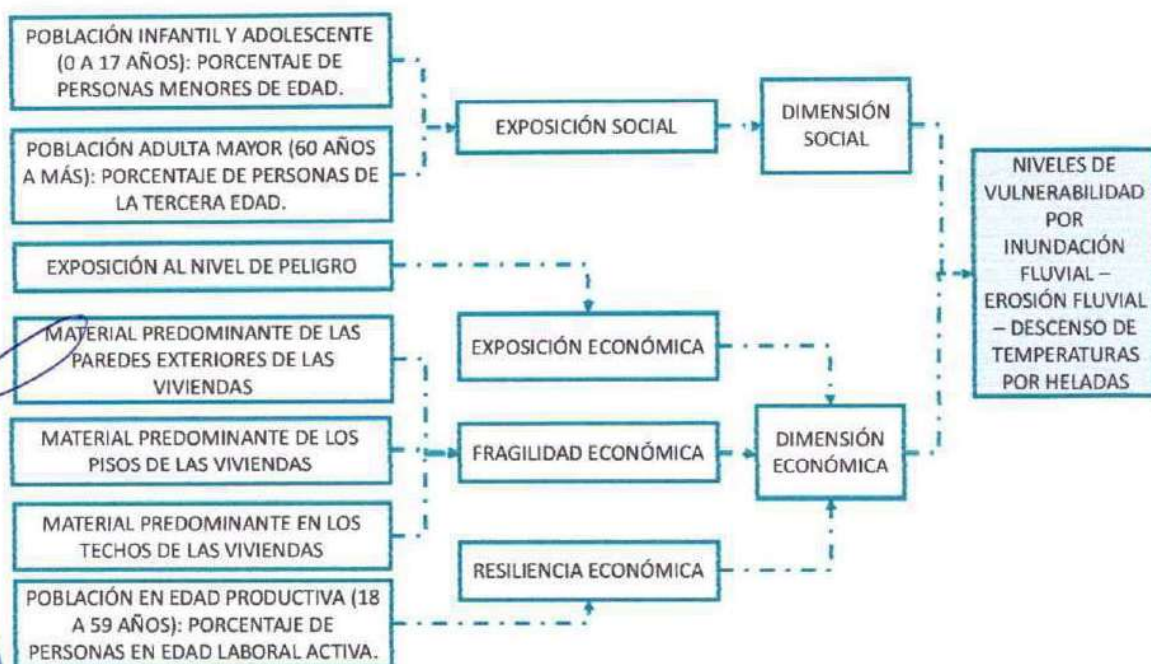 POBLACIÓN INFANTIL Y ADOLESCENTE
(0 A 17 AÑOS): PORCENTAJE DE
PERSONAS MENORES DE EDAD.
POBLACIÓN ADULTA MAYOR (60 AÑOS
A MÁS): PORCENTAJE DE PERSONAS DE
LA TERCERA EDAD.
EXPOSICIÓN AL NIVEL DE PELIGRO
MATERIAL PREDOMINANTE DE LAS
PAREDES EXTERIORES DE LAS
VIVIENDAS
MATERIAL PREDOMINANTE DE LOS
PISOS DE LAS VIVIENDAS
MATERIAL PREDOMINANTE EN LOS
TECHOS DE LAS VIVIENDAS
POBLACIÓN EN EDAD PRODUCTIVA (18
A 59 AÑOS): PORCENTAJE DE
PERSONAS EN EDAD LABORAL ACTIVA.
EXPOSICIÓN SOCIAL
EXPOSICIÓN ECONÓMICA
FRAGILIDAD ECONÓMICA
RESILIENCIA ECONÓMICA
DIMENSIÓN
SOCIAL
DIMENSIÓN
ECONÓMICA
NIVELES DE
VULNERABILIDAD
POR
INUNDACIÓN
FLUVIAL –
EROSIÓN FLUVIAL
– DESCENSO DE
TEMPERATURAS
POR HELADAS